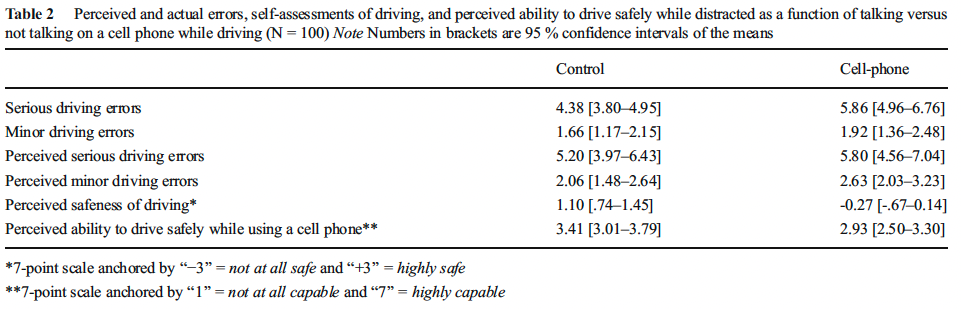 Table 2 Perceived and actual errors, self-assessments of driving, and perceived ability to drive safely while distracted as a function of talking versus
not talking on a cell phone while driving (N = 100) Note Numbers in brackets are 95 % confidence intervals of the means
Control Cell-phone
Serious driving errors 4.38 [3.80–4.95] 5.86 [4.96–6.76]
Minor driving errors 1.66 [1.17–2.15] 1.92 [1.36–2.48]
Perceived serious driving errors 5.20 [3.97–6.43] 5.80 [4.56–7.04]
Perceived minor driving errors 2.06 [1.48–2.64] 2.63 [2.03–3.23]
Perceived safeness of driving* 1.10 [.74–1.45] -0.27 [-.67–0.14]
Perceived ability to drive safely while using a cell phone** 3.41 [3.01–3.79] 2.93 [2.50–3.30]
*7-point scale anchored by “−3” = not at all safe and “+3” = highly safe
**7-point scale anchored by “1” = not at all capable and “7” = highly capable